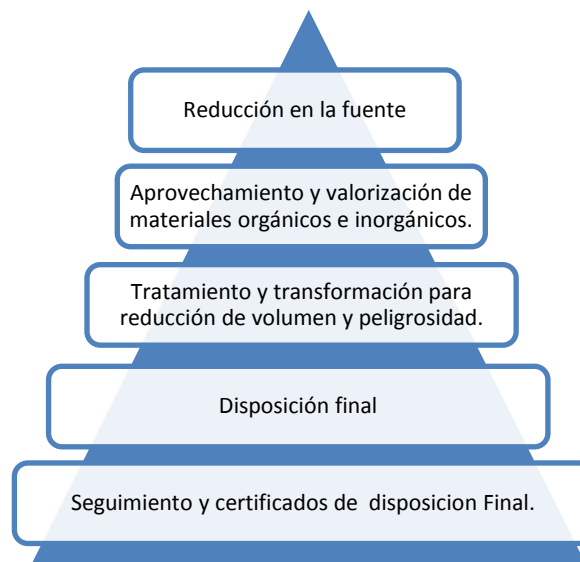 Reducción en la fuente
Aprovechamiento y valorización de
materiales orgánicos e inorgánicos.
Tratamiento y transformación para
reducción de volumen y peligrosidad.
Disposición final
Seguimiento y certificados de  disposicion Final.